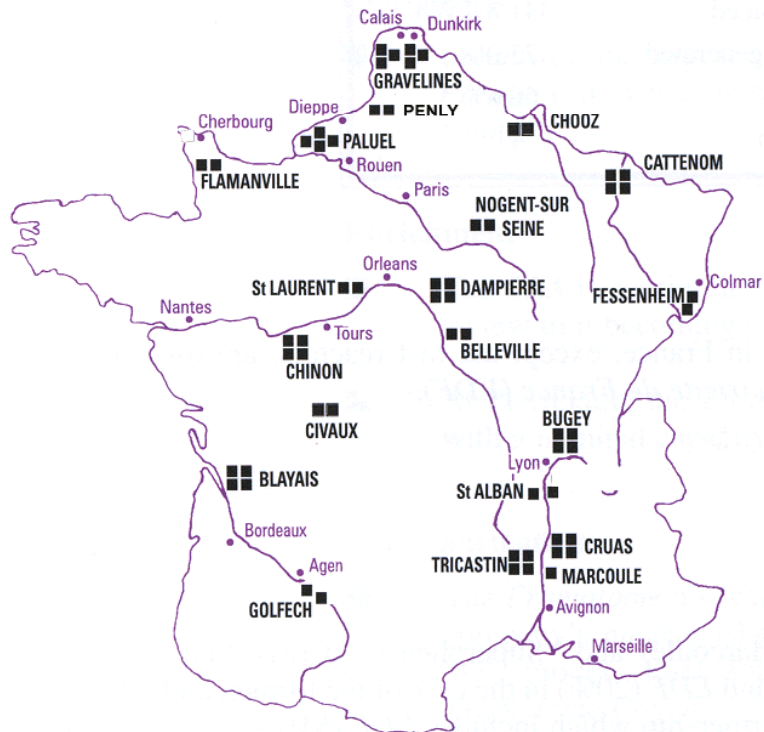 Calais
Dunkirk
GRAVELINES
PENLY
Dieppe
CHOOZ
Cherbourg
PALUEL
CATTENOM
Rouen
FLAMANVILLE
Paris
NOGENT-SUR
SEINE
Orleans
Colmar
St LAURENT
DAMPIERRE
FESSENHEIM
Nantes
Tours
BELLEVILLE
CHINON
CIVAUX
BUGEY
Lyon
BLAYAIS
St ALBAN
Bordeaux
CRUAS
Agen
TRICASTIN
MARCOULE
GOLFECH
Avignon
Marseille